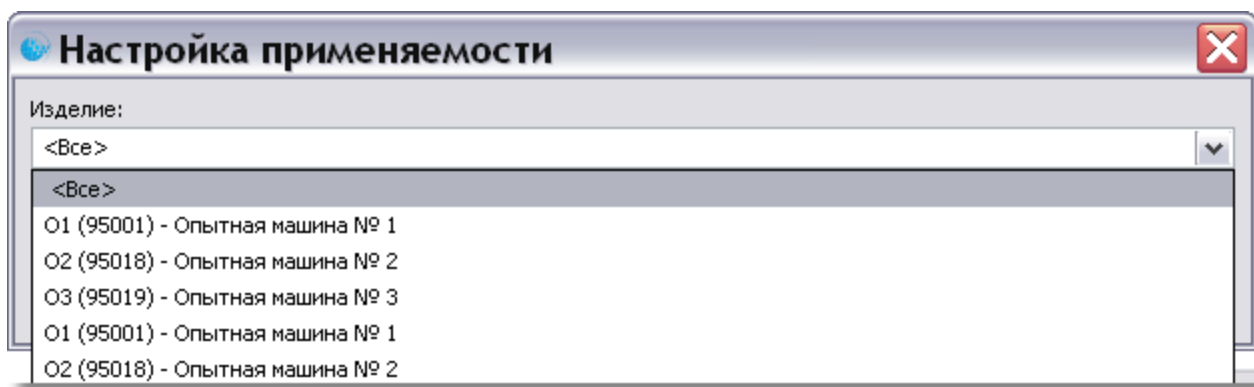 Настройка применяемости
Изделие:
<Все>
<Все>
О1 (95001) - Опытная машина № 1
О2 (95018) - Опытная машина № 2
О3 (95019) - Опытная машина № 3
О1 (95001) - Опытная машина № 1
О2 (95018) - Опытная машина № 2